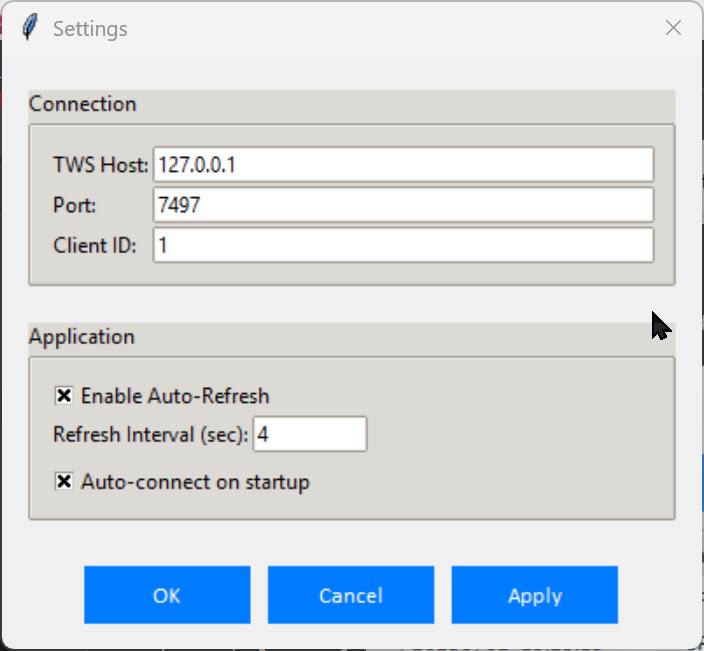 Settings
Connection
TWS Host: 127.0.0.1
Port: 7497
Client ID: 1
Application
Enable Auto-Refresh
Refresh Interval (sec): 4
Auto-connect on startup
OK Cancel Apply